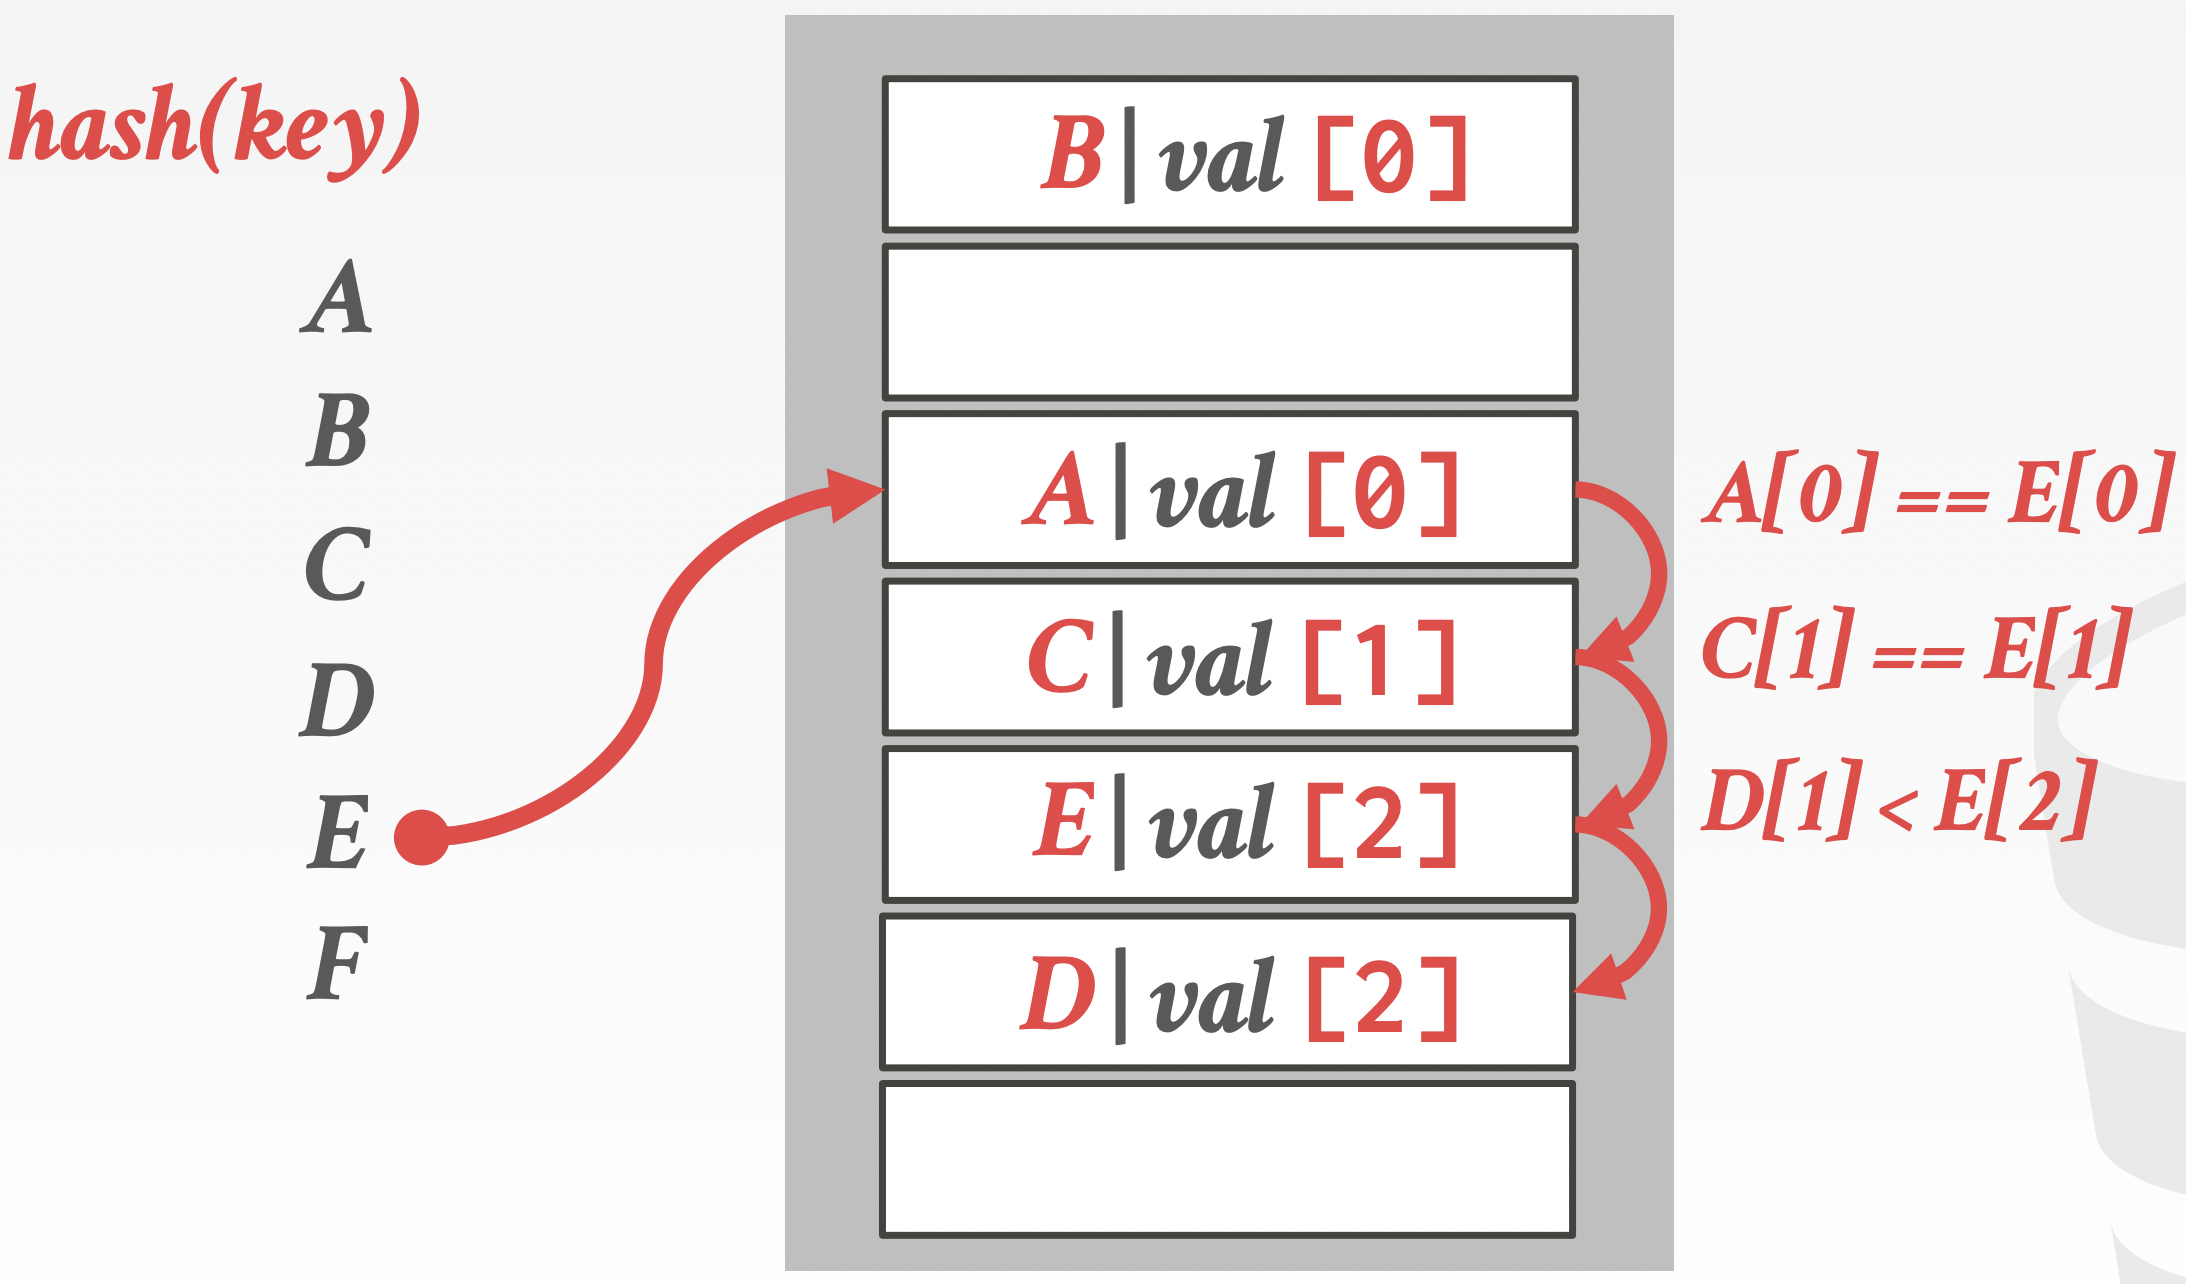 hash(key)
A
B
C
D
E
F
B|val [0]
A|val [0]
C|val [1]
E|val [2]
D|val [2]
A[0] == E[0]
C[1] == E[1]
D[1] < E[2]